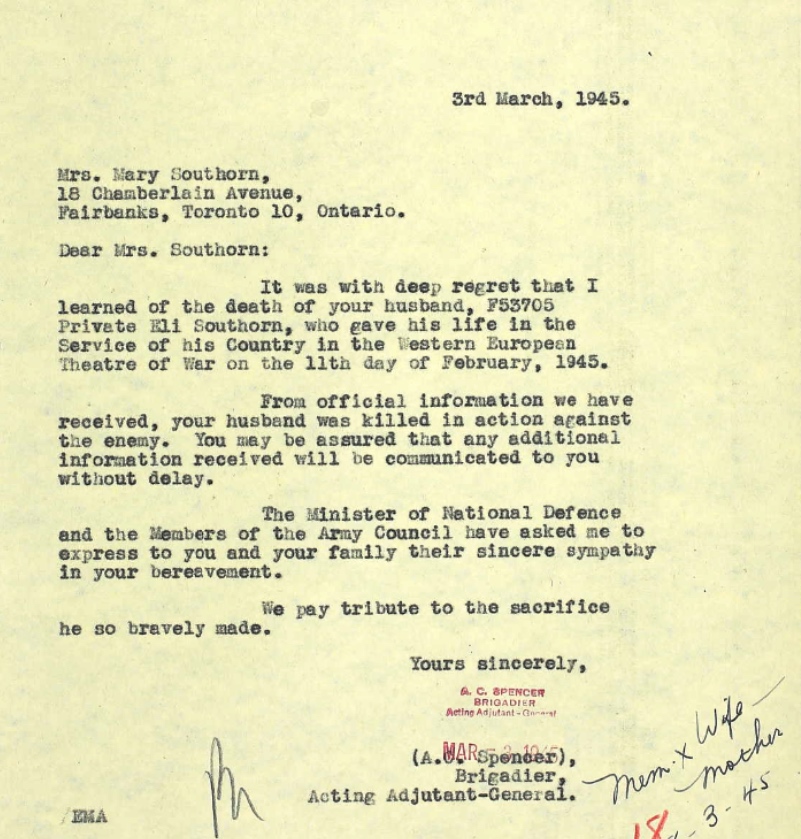 3rd March, 1945.
Mrs. Mary Southorn,
18 Chamberlain Avenue,
Fairbanks, Toronto 10, Ontario.
Dear Mrs. Southorn:
It was with deep regret that I
learned of the death of your husband, F53705
Private Eli Southorn, who gave his life in the
Service of his Country in the Western European
Theatre of War on the 11th day of February, 1945.
From official information we have
received, your husband was killed in action against
the enemy. You may be assured that any additional
information received will be communicated to you
without delay.
The Minister of National Defence
and the Members of the Army Council have asked me to
express to you and your family their sincere sympathy
in your bereavement.
We pay tribute to the sacrifice
he so bravely made.
Yours sincerely,
A. C. SPENCER
BRIGADIER
Acting Adjutant-General
MAR - 3 1945
(A.C. Spencer),
Brigadier,
Acting Adjutant-General.
/EMA
Mem. X Wife
Mother
18
- 3 - 45